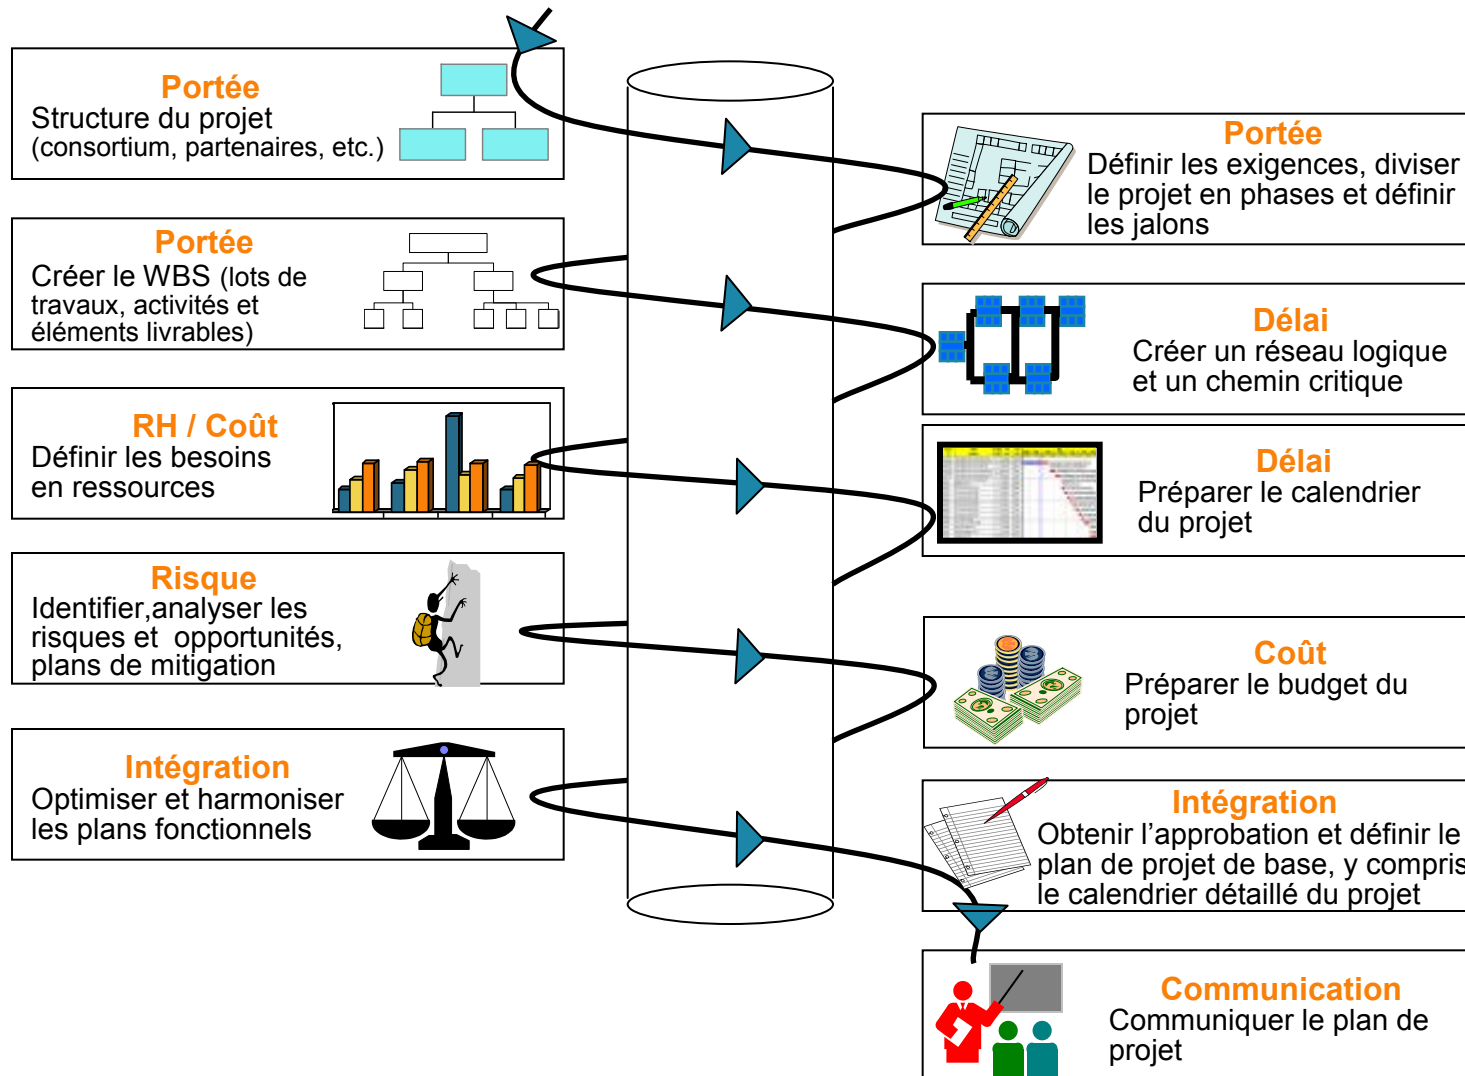 Portée
Structure du projet
(consortium, partenaires, etc.)
Portée
Définir les exigences, diviser
le projet en phases et définir
les jalons
Portée
Créer le WBS (lots de
travaux, activités et
éléments livrables)
Délai
Créer un réseau logique
et un chemin critique
RH / Coût
Définir les besoins
en ressources
Délai
Préparer le calendrier
du projet
Risque
Identifier,analyser les
risques et  opportunités,
plans de mitigation
Coût
Préparer le budget du
projet
Intégration
Optimiser et harmoniser
les plans fonctionnels
Intégration
Obtenir l’approbation et définir le
plan de projet de base, y compris
le calendrier détaillé du projet
Communication
Communiquer le plan de
projet